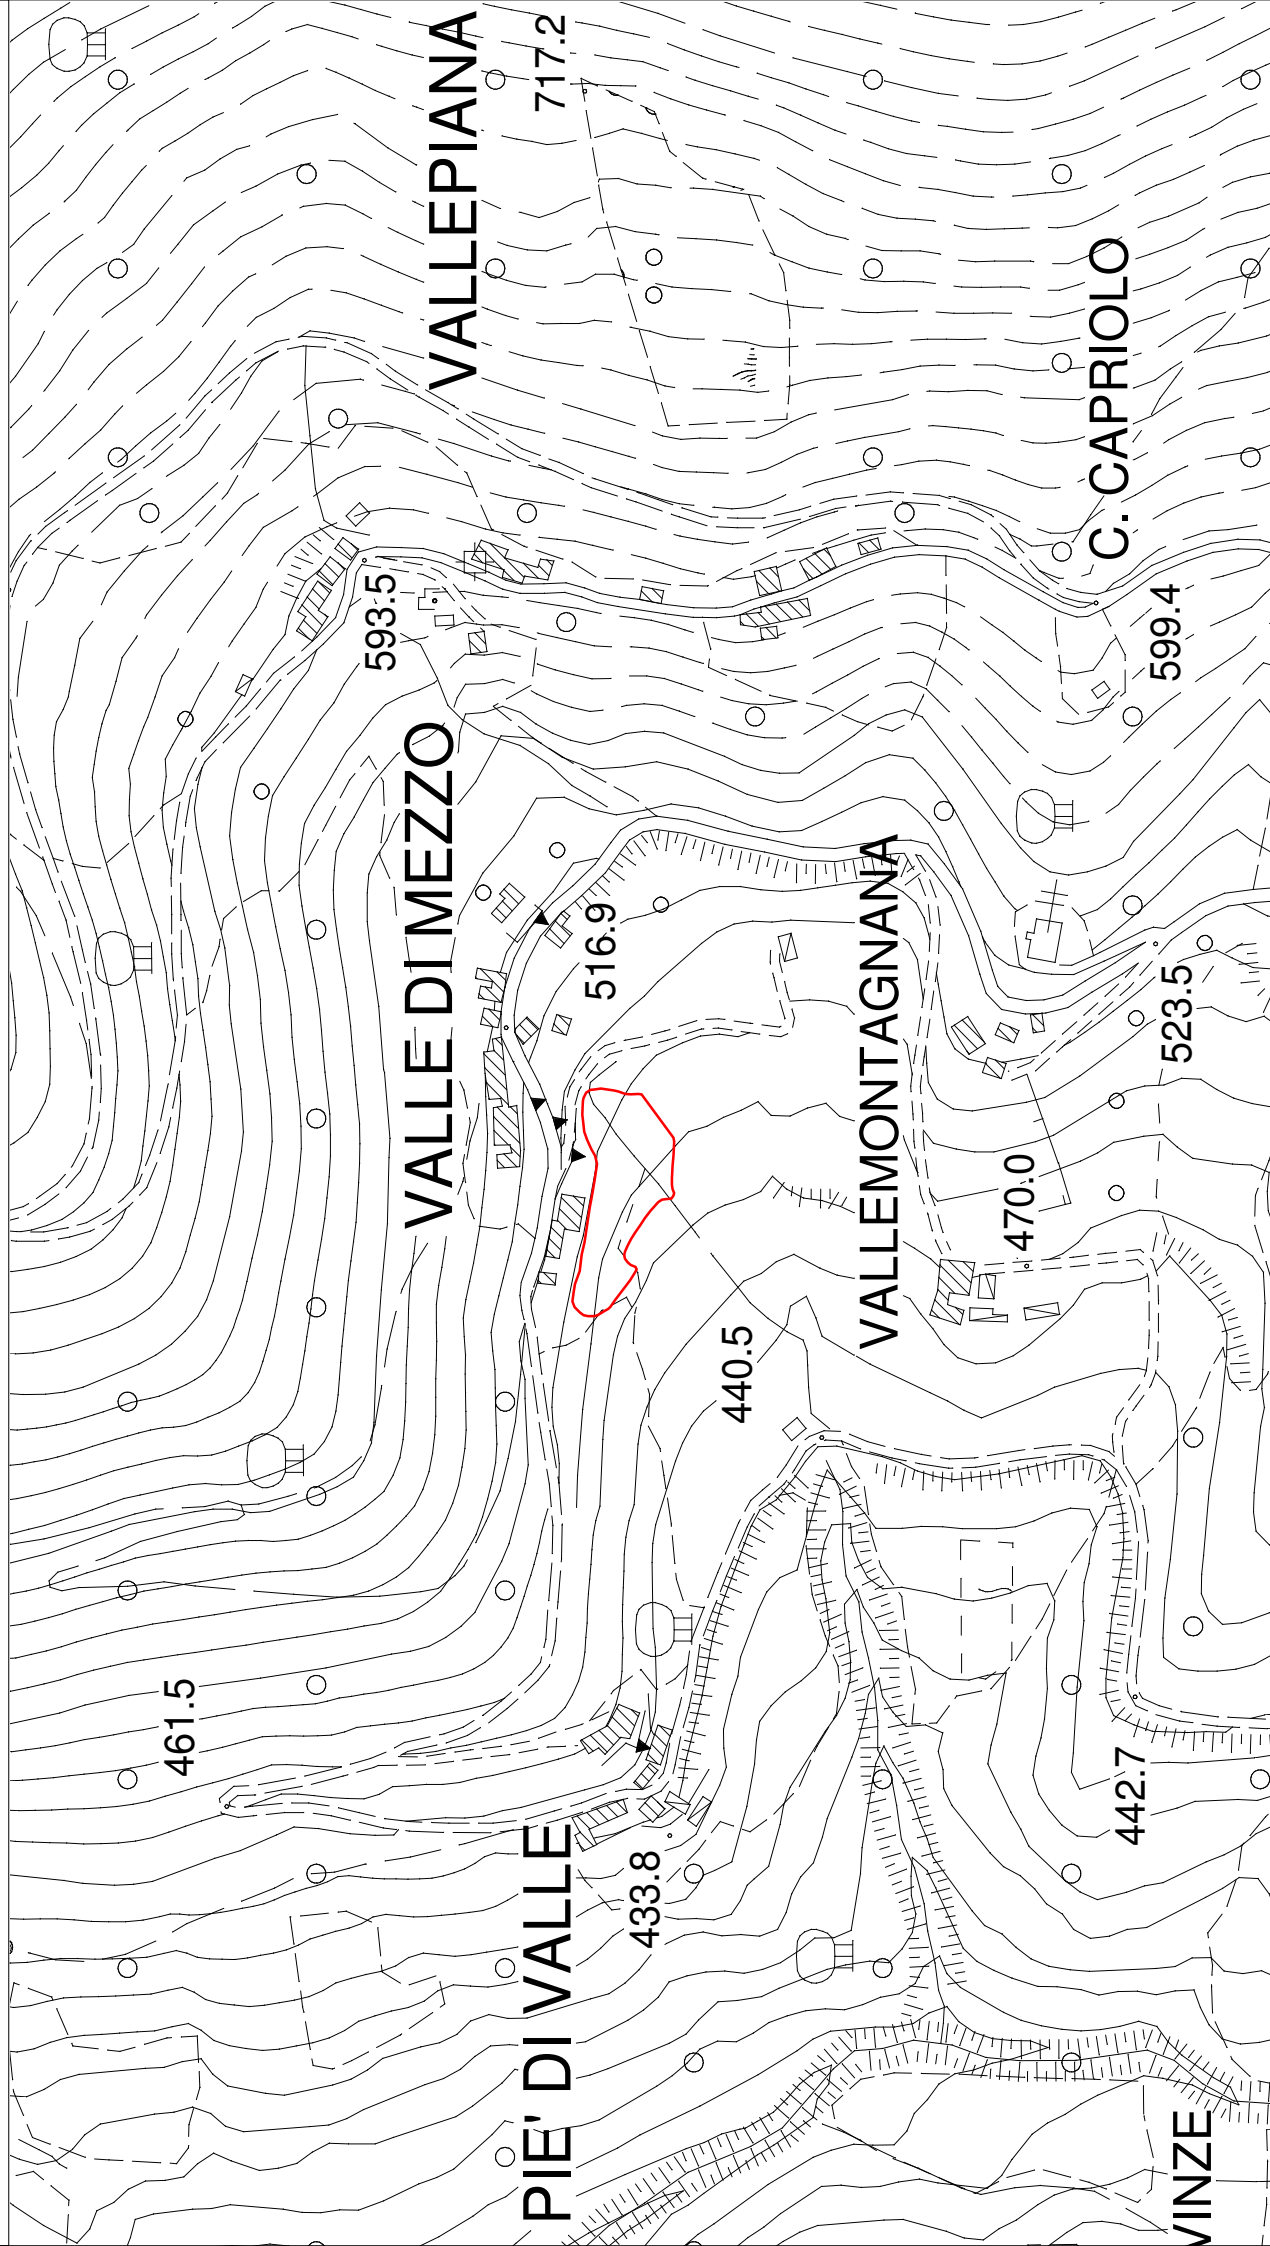 VALLEPIANA
717.2
C. CAPRIOLO
593.5
599.4
VALLE DI MEZZO
516.9
VALLEMONTAGNANA
523.5
470.0
440.5
461.5
442.7
PIE' DI VALLE
433.8
VINZE